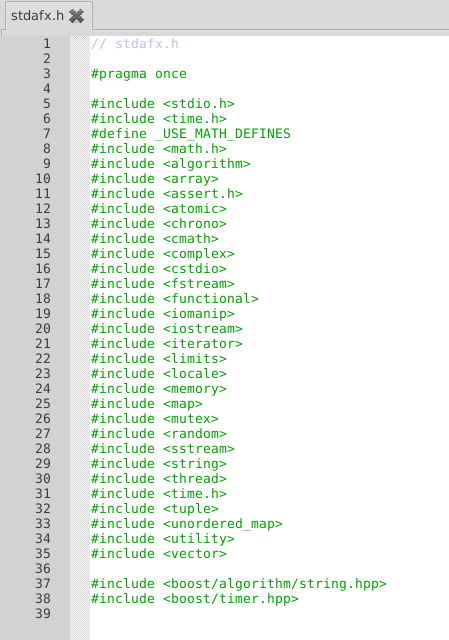 stdafx.h
1 // stdafx.h
2
3 #pragma once
4
5 #include <stdio.h>
6 #include <time.h>
7 #define _USE_MATH_DEFINES
8 #include <math.h>
9 #include <algorithm>
10 #include <array>
11 #include <assert.h>
12 #include <atomic>
13 #include <chrono>
14 #include <cmath>
15 #include <complex>
16 #include <cstdio>
17 #include <fstream>
18 #include <functional>
19 #include <iomanip>
20 #include <iostream>
21 #include <iterator>
22 #include <limits>
23 #include <locale>
24 #include <memory>
25 #include <map>
26 #include <mutex>
27 #include <random>
28 #include <sstream>
29 #include <string>
30 #include <thread>
31 #include <time.h>
32 #include <tuple>
33 #include <unordered_map>
34 #include <utility>
35 #include <vector>
36
37 #include <boost/algorithm/string.hpp>
38 #include <boost/timer.hpp>
39